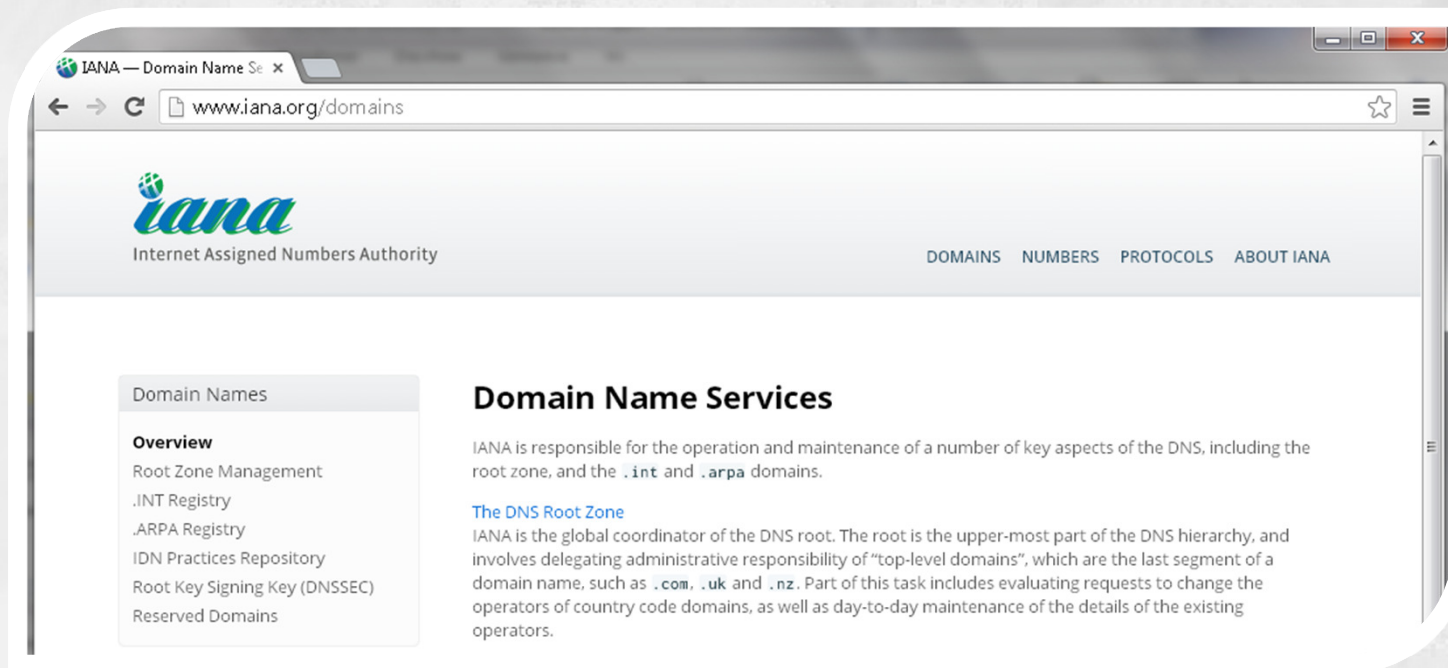 IANA — Domain Name Se
www.iana.org/domains
iana
Internet Assigned Numbers Authority
DOMAINS NUMBERS PROTOCOLS ABOUT IANA
Domain Names
Overview
Root Zone Management
.INT Registry
.ARPA Registry
IDN Practices Repository
Root Key Signing Key (DNSSEC)
Reserved Domains
Domain Name Services
IANA is responsible for the operation and maintenance of a number of key aspects of the DNS, including the
root zone, and the .int and .arpa domains.
The DNS Root Zone
IANA is the global coordinator of the DNS root. The root is the upper-most part of the DNS hierarchy, and
involves delegating administrative responsibility of “top-level domains”, which are the last segment of a
domain name, such as .com, .uk and .nz. Part of this task includes evaluating requests to change the
operators of country code domains, as well as day-to-day maintenance of the details of the existing
operators.